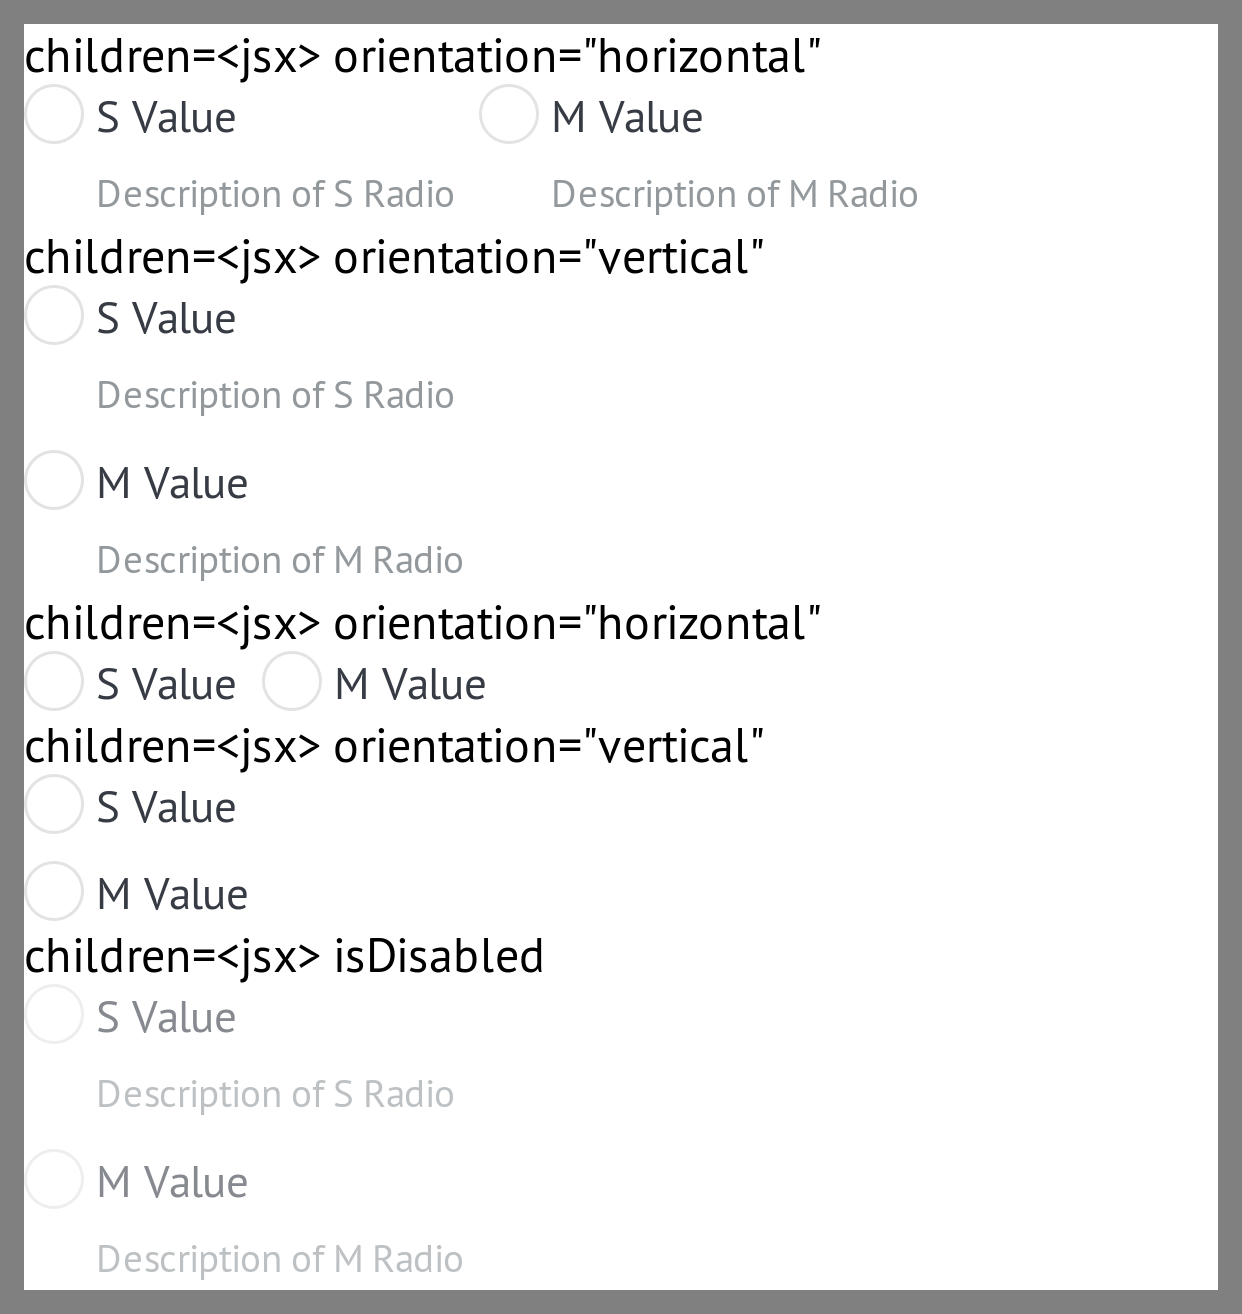 children=<jsx> orientation="horizontal"
S Value M Value
Description of S Radio Description of M Radio
children=<jsx> orientation="vertical"
S Value
Description of S Radio
M Value
Description of M Radio
children=<jsx> orientation="horizontal"
S Value M Value
children=<jsx> orientation="vertical"
S Value
M Value
children=<jsx> isDisabled
S Value
Description of S Radio
M Value
Description of M Radio